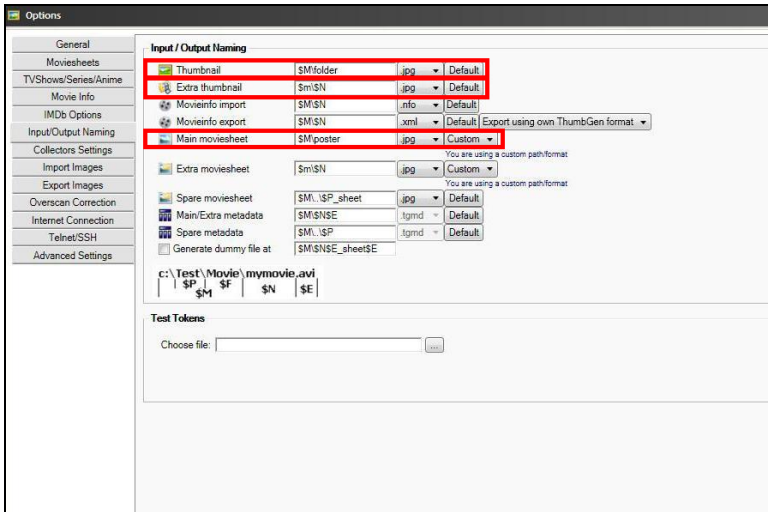 Options
General
Moviesheets
TVShows/Series/Anime
Movie Info
IMDb Options
Input/Output Naming
Collectors Settings
Import Images
Export Images
Overscan Correction
Internet Connection
Telnet/SSH
Advanced Settings
Input / Output Naming
Thumbnail $M\folder .jpg Default
Extra thumbnail $m\$N .jpg Default
Movieinfo import $M\$N .nfo Default
Movieinfo export $M\$N .xml Default Export using own ThumbGen format
Main moviesheet $M\poster .jpg Custom
You are using a custom path/format
Extra moviesheet $m\$N .jpg Custom
You are using a custom path/format
Spare moviesheet $M\..\$P_sheet .jpg Default
Main/Extra metadata $M\$N$E .tgmd Default
Spare metadata $M\..\$P .tgmd Default
Generate dummy file at $M\$N$E_sheet$E
c:\Test\Movie\mymovie.avi
$P $F $N $E
$M
Test Tokens
Choose file: ...